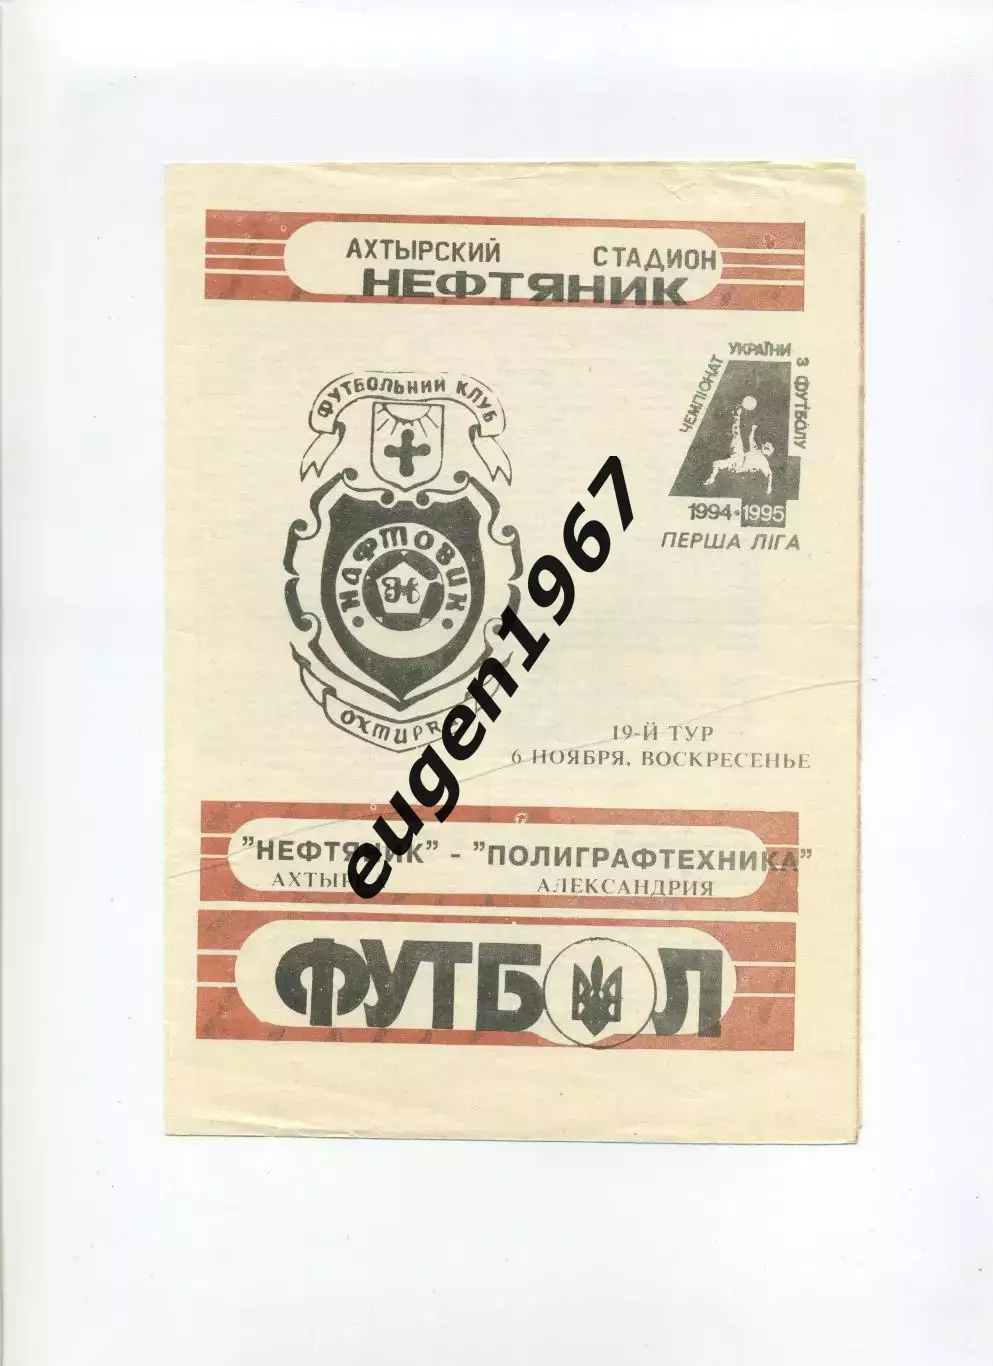 АХТЫРСКИЙ СТАДИОН
НЕФТЯНИК
ФУТБОЛЬНИЙ КЛУБ
НАФТОВИК
Н
ОХТИРКА
ЧЕМПІОНАТ УКРАЇНИ З ФУТБОЛУ
1994•1995
ПЕРША ЛІГА
19-Й ТУР
6 НОЯБРЯ, ВОСКРЕСЕНЬЕ
"НЕФТЯНИК" - "ПОЛИГРАФТЕХНИКА"
АЛЕКСАНДРИЯ
ФУТБОЛ
eugen1967